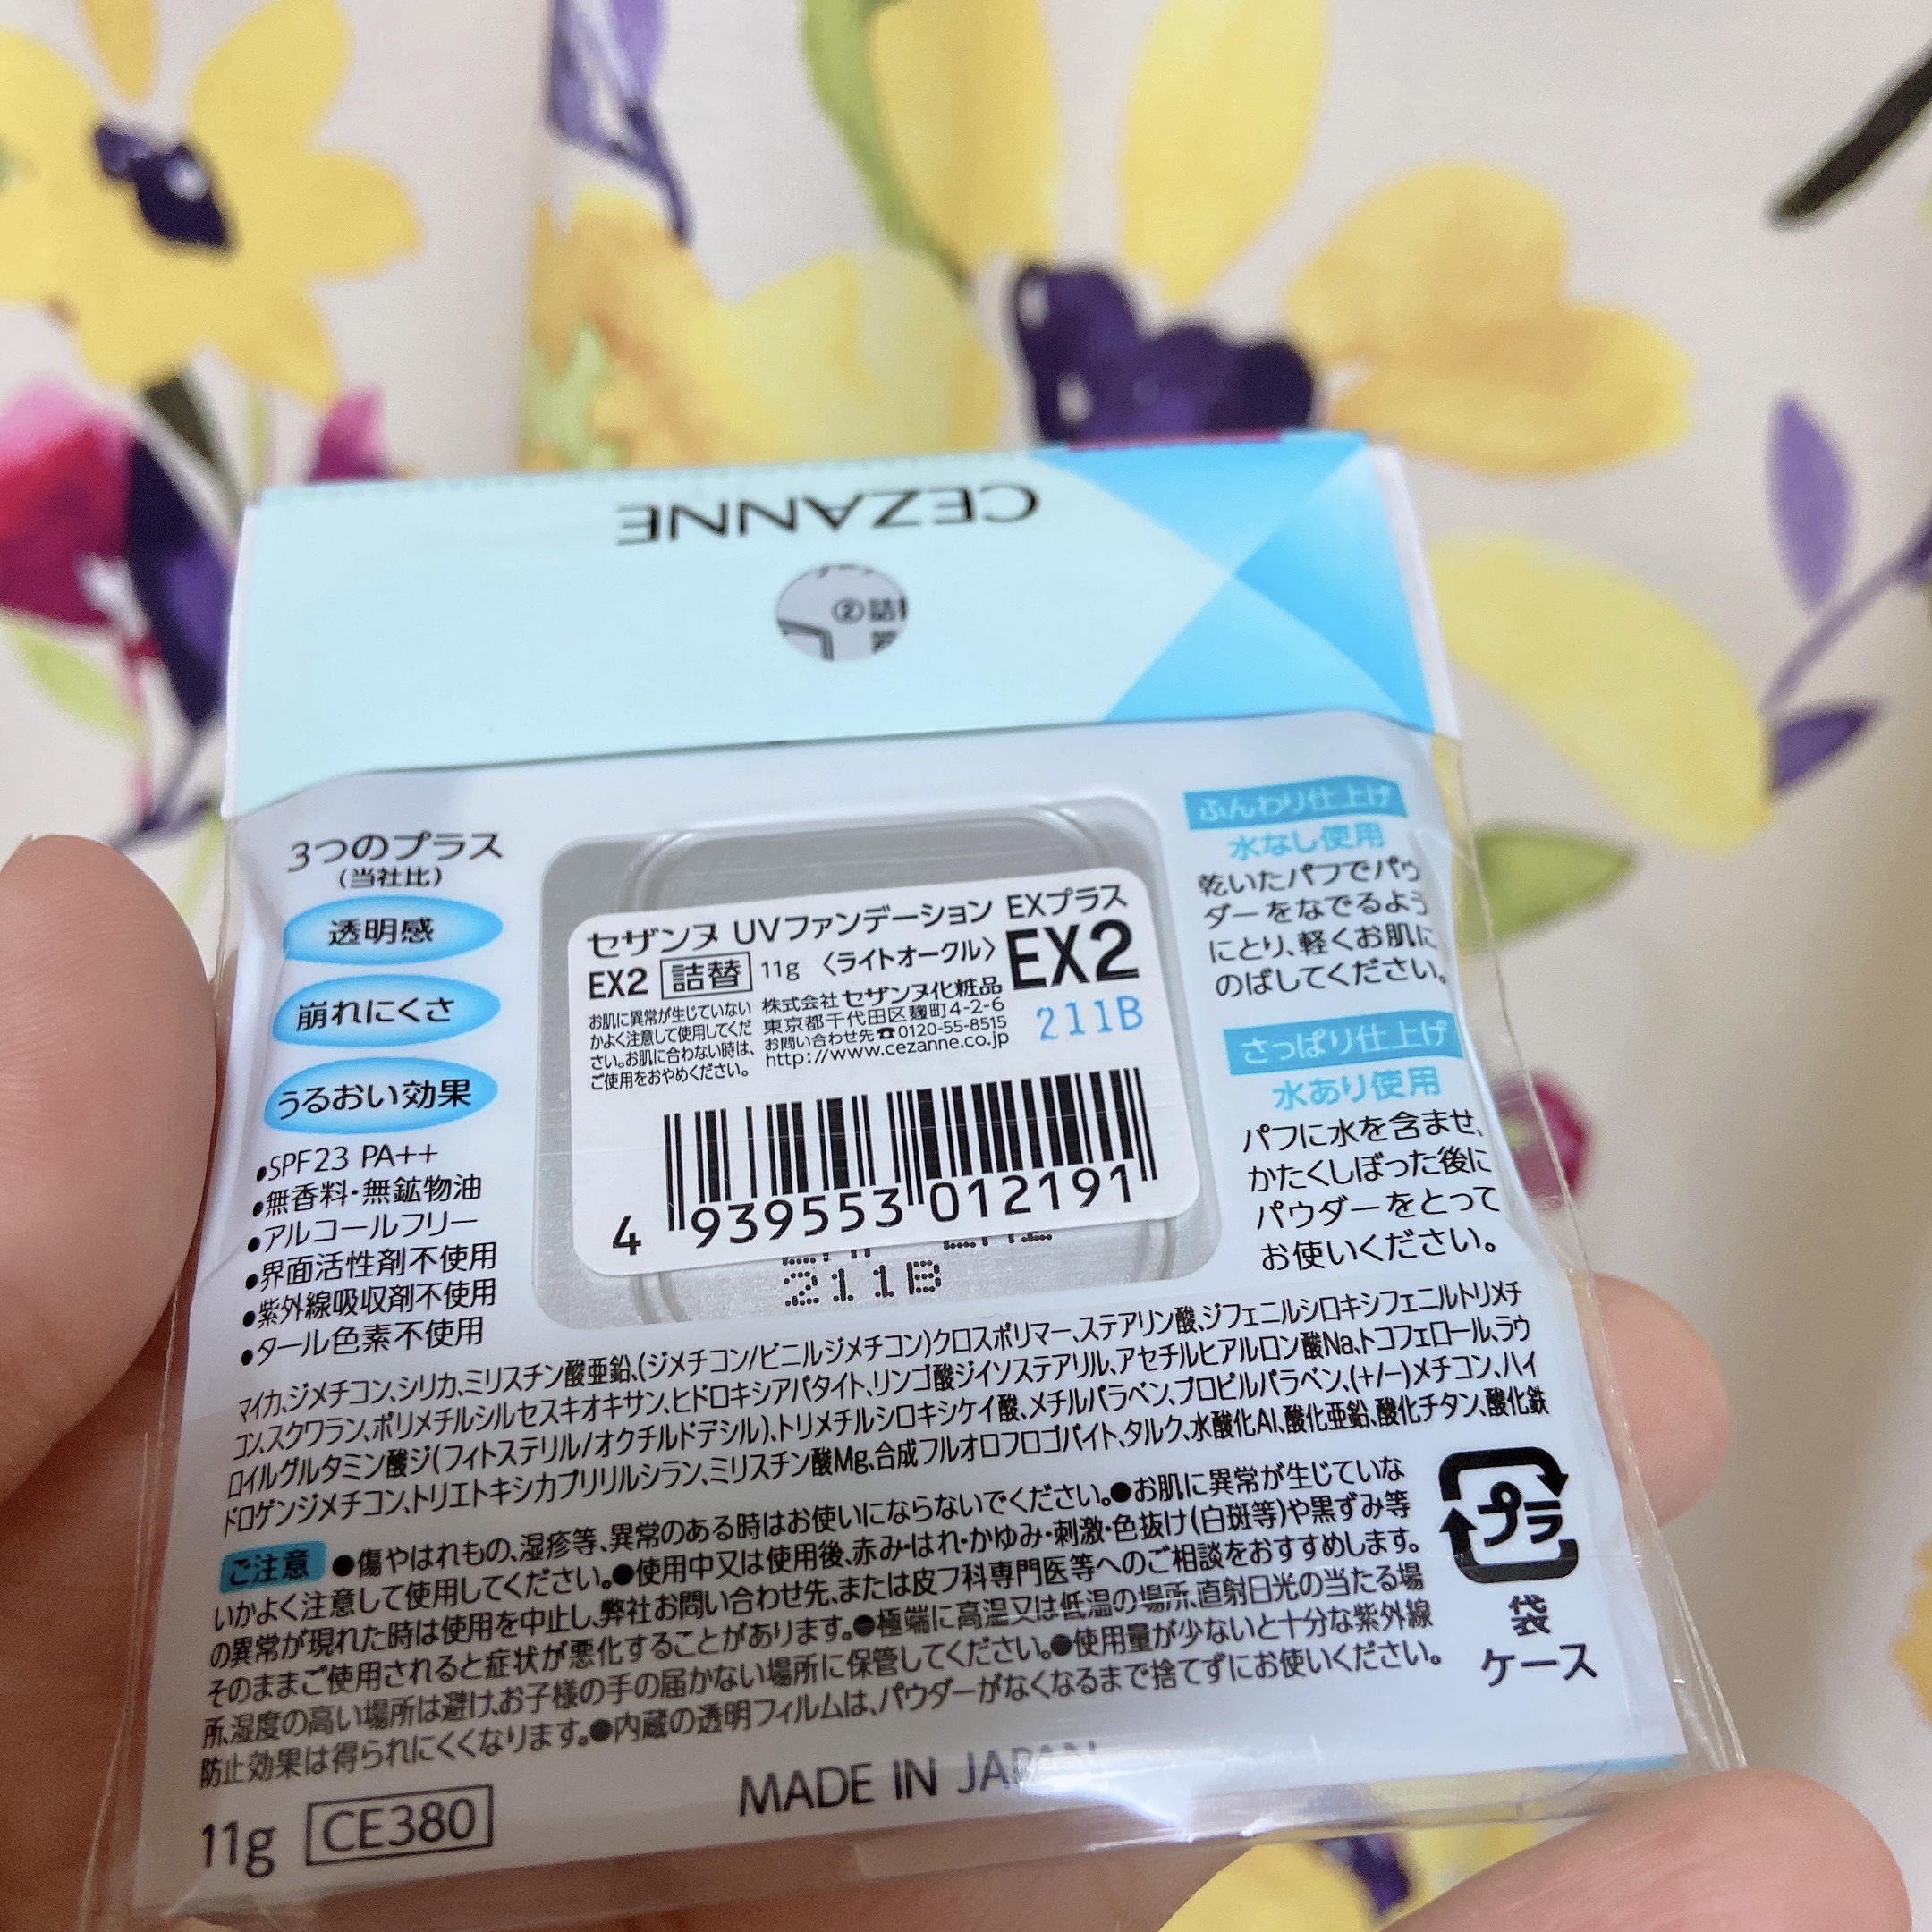 CEZANNE
②詰
3つのプラス
(当社比)
透明感
崩れにくさ
うるおい効果
•SPF23 PA++
•無香料・無鉱物油
•アルコールフリー
•界面活性剤不使用
•紫外線吸収剤不使用
•タール色素不使用
セザンヌ UVファンデーション EXプラス
EX2 詰替 11g 〈ライトオークル〉 EX2
お肌に異常が生じていない
かよく注意して使用してくだ
さい。お肌に合わない時は、
ご使用をおやめください。
株式会社 セザンヌ化粧品
東京都千代田区麹町4-2-6
お問い合わせ先☎0120-55-8515
http://www.cezanne.co.jp
211B
4 939553 012191
211B
ふんわり仕上げ
水なし使用
乾いたパフでパウ
ダーをなでるよう
にとり、軽くお肌に
のばしてください。
さっぱり仕上げ
水あり使用
パフに水を含ませ、
かたくしぼった後に
パウダーをとって
お使いください。
マイカ、ジメチコン、シリカ、ミリスチン酸亜鉛、(ジメチコン/ビニルジメチコン)クロスポリマー、ステアリン酸、ジフェニルシロキシフェニルトリメチ
コン、スクワラン、ポリメチルシルセスキオキサン、ヒドロキシアパタイト、リンゴ酸ジイソステアリル、アセチルヒアルロン酸Na、トコフェロール、ラウ
ロイルグルタミン酸ジ(フィトステリル/オクチルドデシル)、トリメチルシロキシケイ酸、メチルパラベン、プロピルパラベン、(+/-)メチコン、ハイ
ドロゲンジメチコン、トリエトキシカプリリルシラン、ミリスチン酸Mg、合成フルオロフロゴパイト、タルク、水酸化Al、酸化亜鉛、酸化チタン、酸化鉄
ご注意 ●傷やはれもの、湿疹等、異常のある時はお使いにならないでください。●お肌に異常が生じていな
いかよく注意して使用してください。●使用中又は使用後、赤み・はれ・かゆみ・刺激・色抜け(白斑等)や黒ずみ等
の異常が現れた時は使用を中止し、弊社お問い合わせ先、または皮フ科専門医等へのご相談をおすすめします。
そのままご使用されると症状が悪化することがあります。●極端に高温又は低温の場所、直射日光の当たる場
所、湿度の高い場所は避け、お子様の手の届かない場所に保管してください。●使用量が少ないと十分な紫外線
防止効果は得られにくくなります。●内蔵の透明フィルムは、パウダーがなくなるまで捨てずにお使いください。
プラ
袋
ケース
11g CE380
MADE IN JAPAN